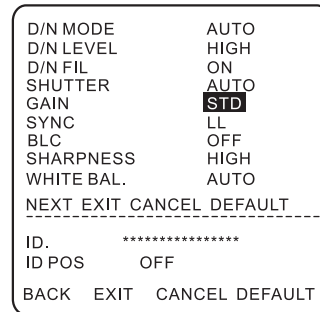 D/N MODE AUTO
D/N LEVEL HIGH
D/N FIL ON
SHUTTER AUTO
GAIN STD
SYNC LL
BLC OFF
SHARPNESS HIGH
WHITE BAL. AUTO
NEXT EXIT CANCEL DEFAULT
ID. ****************
ID POS OFF
BACK EXIT CANCEL DEFAULT